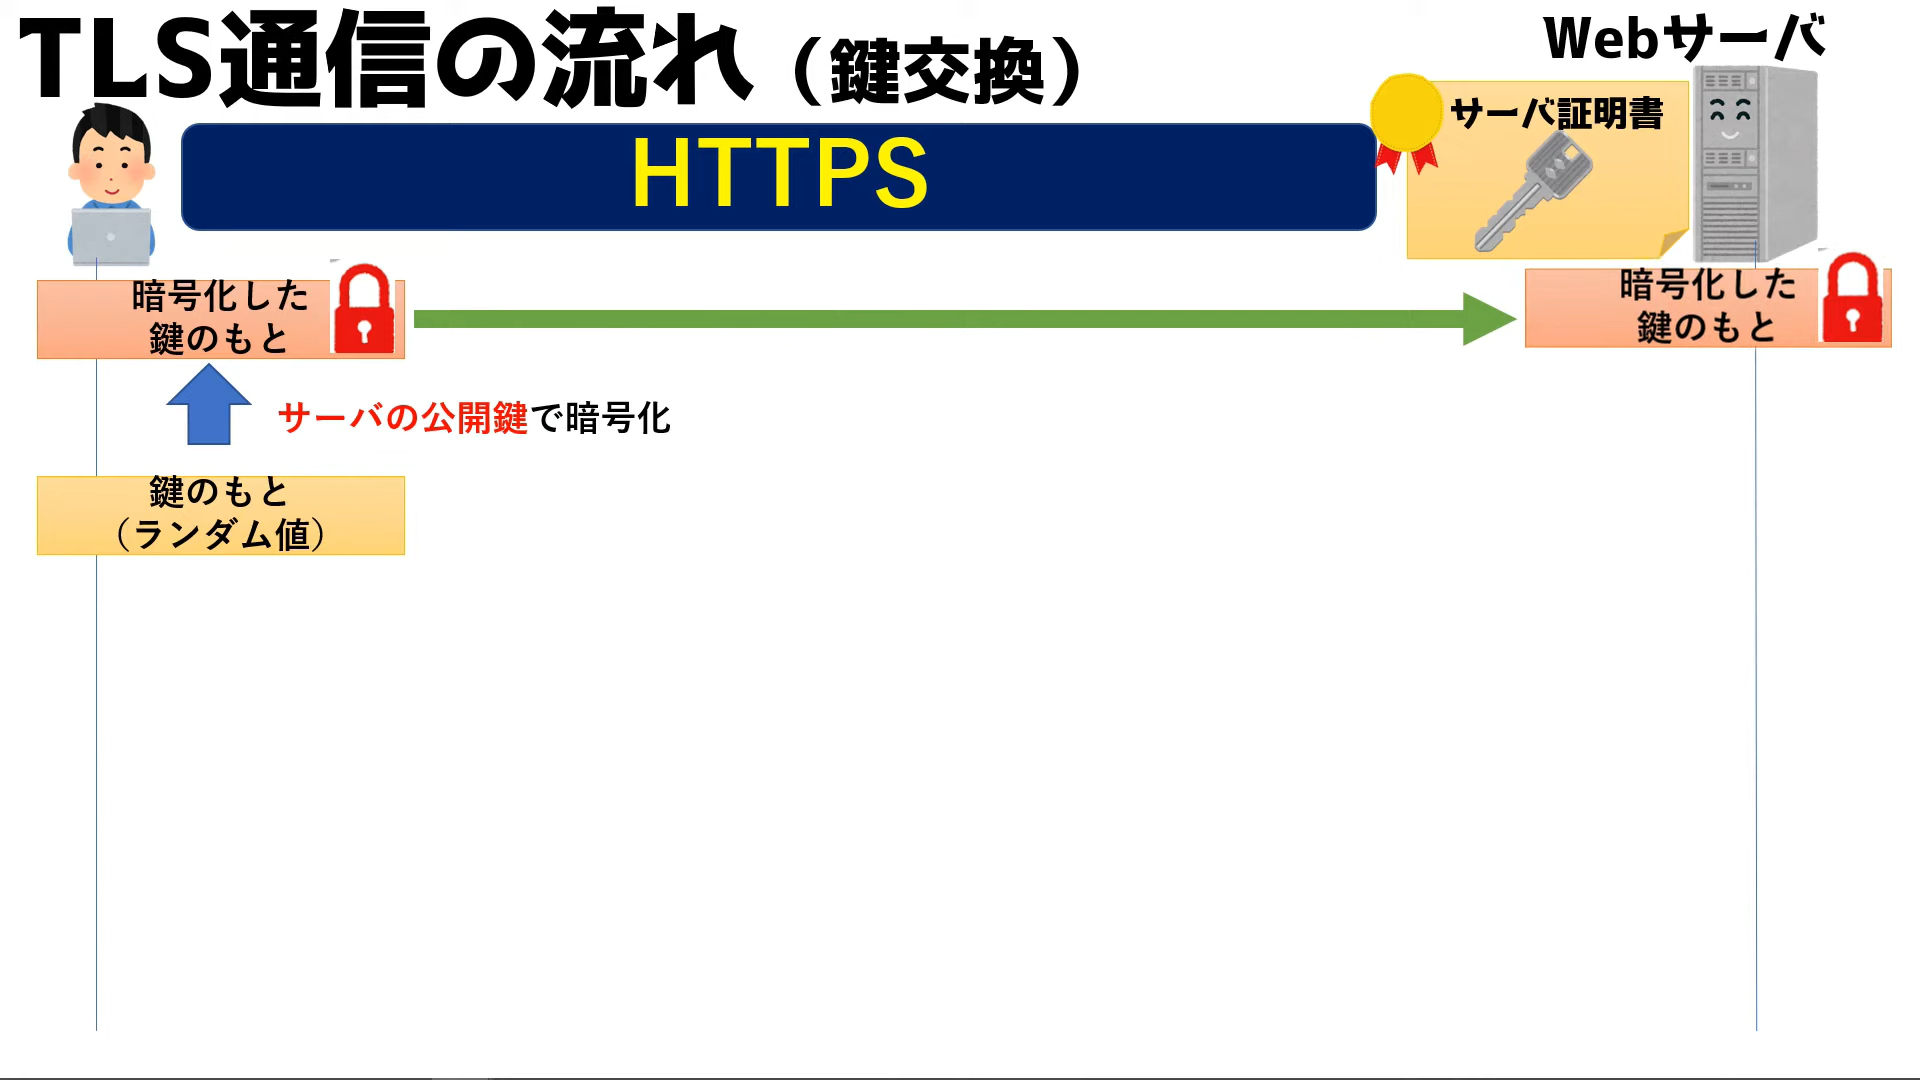 TLS通信の流れ（鍵交換）
Webサーバ
HTTPS
サーバ証明書
暗号化した
鍵のもと
暗号化した
鍵のもと
サーバの公開鍵で暗号化
鍵のもと
（ランダム値）